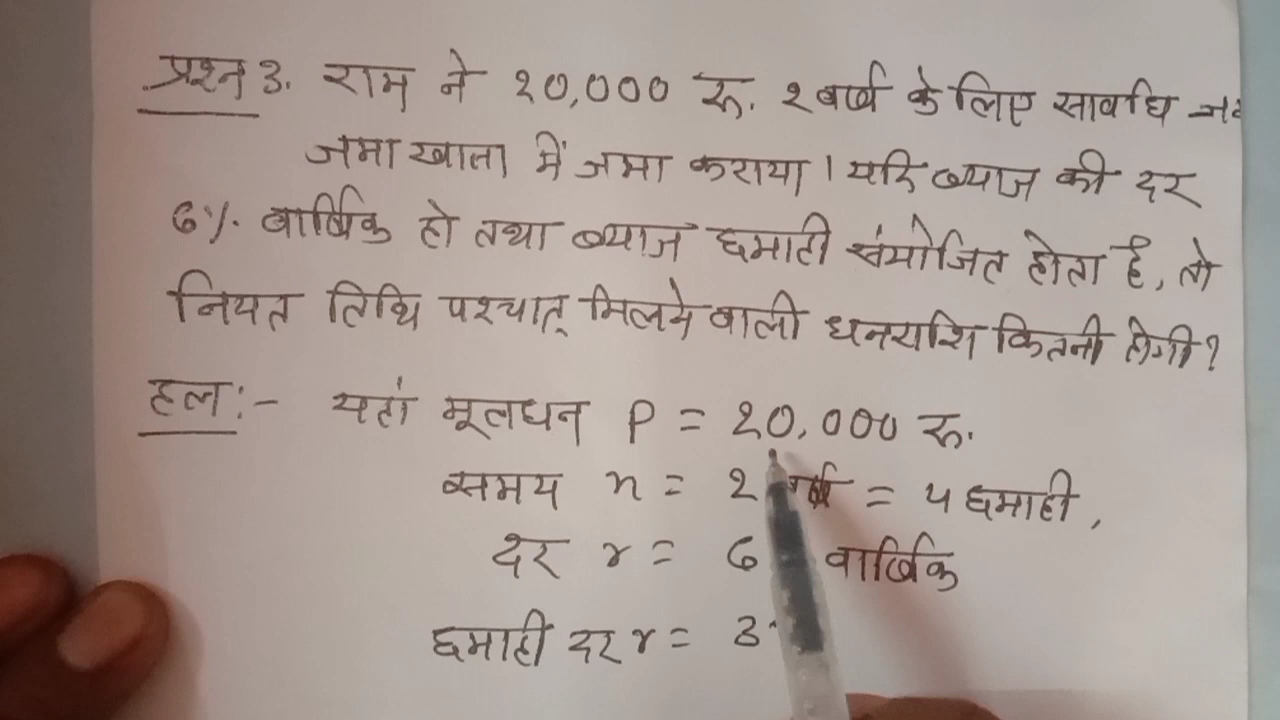 प्रश्न 3. राम ने 20,000 रू. 2 वर्ष के लिए सावधि
जमा खाता में जमा कराया। यदि ब्याज की दर
6% वार्षिक हो तथा ब्याज छमाही संयोजित होता है, तो
नियत तिथि पश्चात् मिलने वाली धनराशि कितनी होगी?
हल:- यहां मूलधन P = 20,000 रू.
समय n = 2 वर्ष = 4 छमाही,
दर r = 6 वार्षिक
छमाही दर r = 3